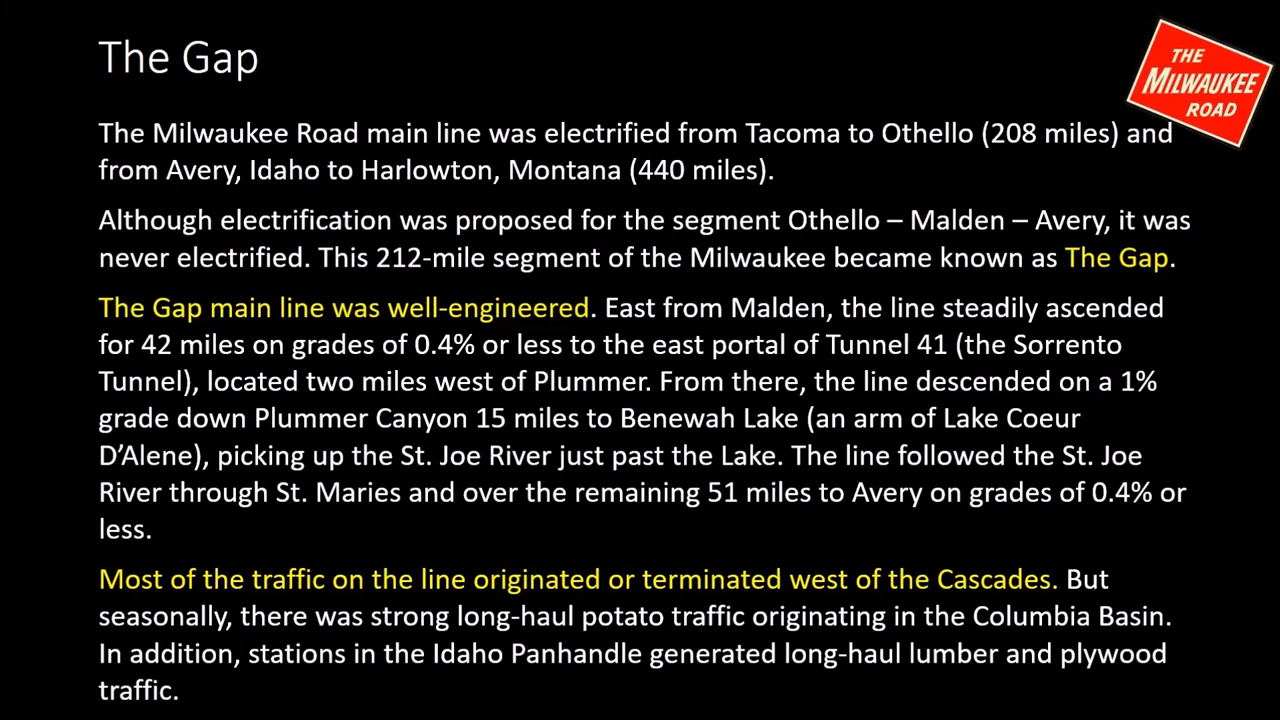 The Gap
THE
MILWAUKEE
ROAD
The Milwaukee Road main line was electrified from Tacoma to Othello (208 miles) and
from Avery, Idaho to Harlowton, Montana (440 miles).
Although electrification was proposed for the segment Othello – Malden – Avery, it was
never electrified. This 212-mile segment of the Milwaukee became known as The Gap.
The Gap main line was well-engineered. East from Malden, the line steadily ascended
for 42 miles on grades of 0.4% or less to the east portal of Tunnel 41 (the Sorrento
Tunnel), located two miles west of Plummer. From there, the line descended on a 1%
grade down Plummer Canyon 15 miles to Benewah Lake (an arm of Lake Coeur
D’Alene), picking up the St. Joe River just past the Lake. The line followed the St. Joe
River through St. Maries and over the remaining 51 miles to Avery on grades of 0.4% or
less.
Most of the traffic on the line originated or terminated west of the Cascades. But
seasonally, there was strong long-haul potato traffic originating in the Columbia Basin.
In addition, stations in the Idaho Panhandle generated long-haul lumber and plywood
traffic.